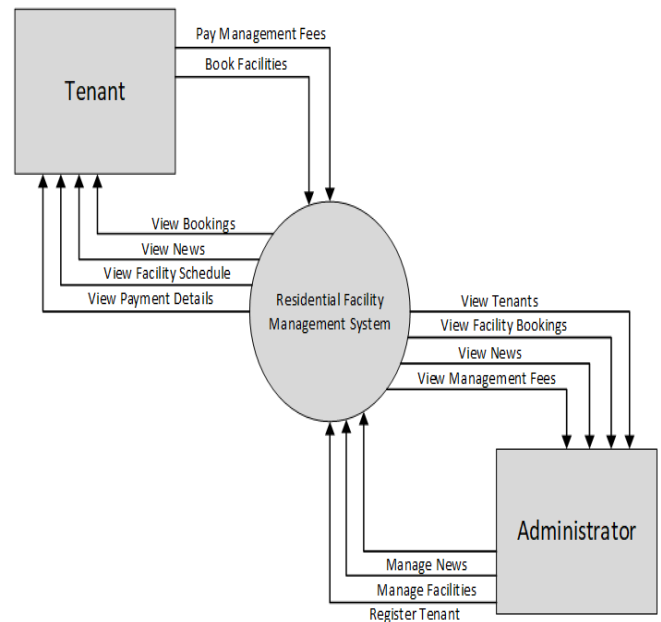 Pay Management Fees
Book Facilities
Tenant
View Bookings
View News
View Facility Schedule
View Payment Details
Residential Facility
Management System
View Tenants
View Facility Bookings
View News
View Management Fees
Administrator
Manage News
Manage Facilities
Register Tenant